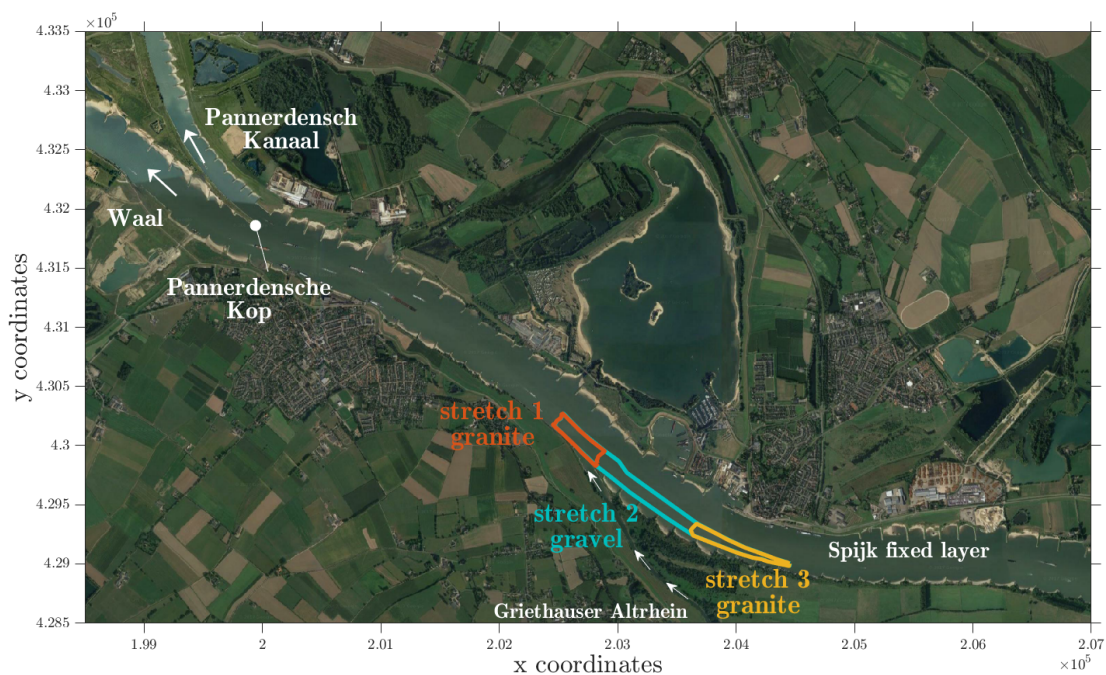 ×10⁵
4.335
4.33
4.325
4.32
4.315
4.31
4.305
4.3
4.295
4.29
4.285
y coordinates
Pannerdensch
Kanaal
Waal
Pannerdensche
Kop
stretch 1
granite
stretch 2
gravel
stretch 3
granite
Spijk fixed layer
Griethauser Altrhein
1.99
2
2.01
2.02
2.03
2.04
2.05
2.06
2.07
x coordinates
×10⁵